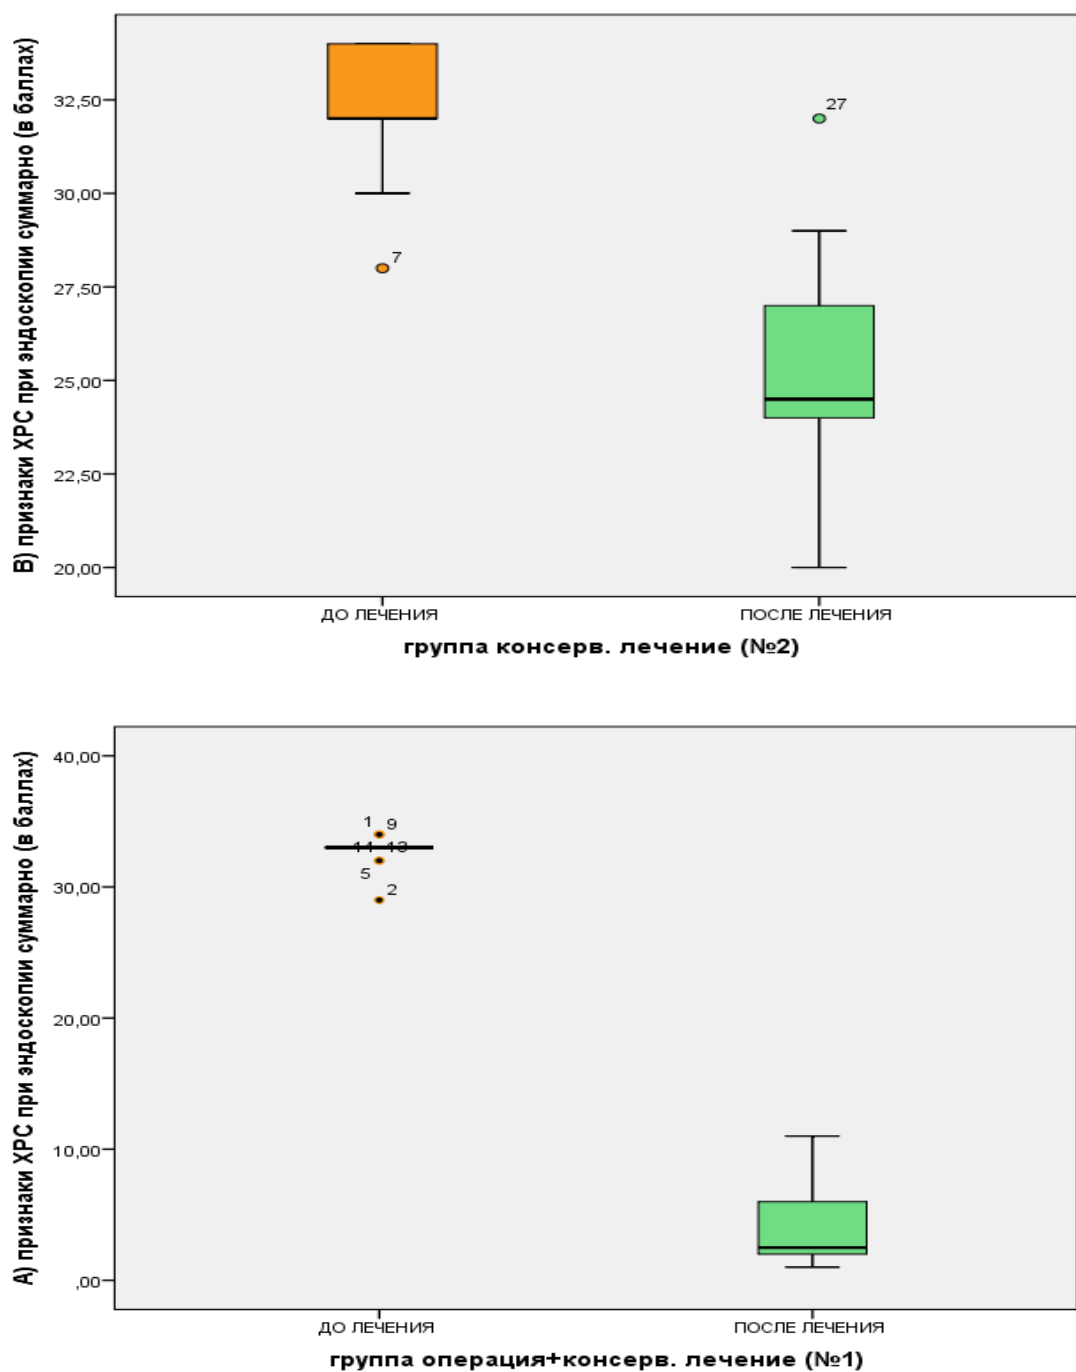 В) признаки ХРС при эндоскопии суммарно (в баллах)
32,50
30,00
27,50
25,00
22,50
20,00
27
7
ДО ЛЕЧЕНИЯ ПОСЛЕ ЛЕЧЕНИЯ
группа консерв. лечение (№2)
А) признаки ХРС при эндоскопии суммарно (в баллах)
40,00
30,00
20,00
10,00
,00
1 9
13
5
2
ДО ЛЕЧЕНИЯ ПОСЛЕ ЛЕЧЕНИЯ
группа операция+консерв. лечение (№1)